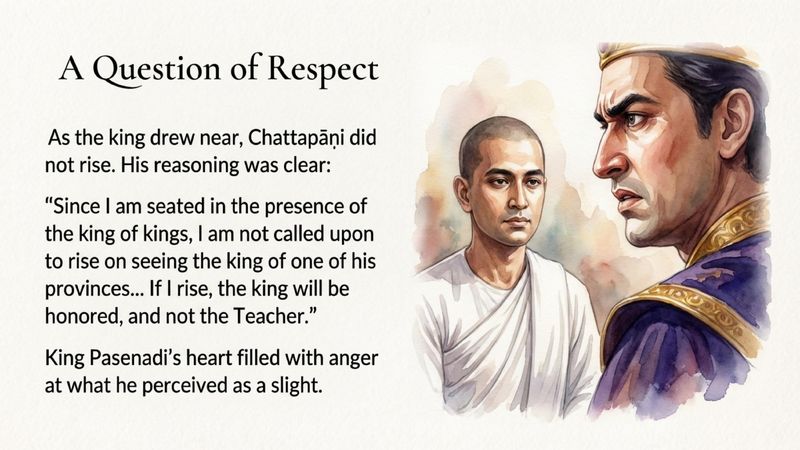 A Question of Respect
As the king drew near, Chattapāṇi did
not rise. His reasoning was clear:
“Since I am seated in the presence of
the king of kings, I am not called upon
to rise on seeing the king of one of his
provinces... If I rise, the king will be
honored, and not the Teacher.”
King Pasenadi’s heart filled with anger
at what he perceived as a slight.